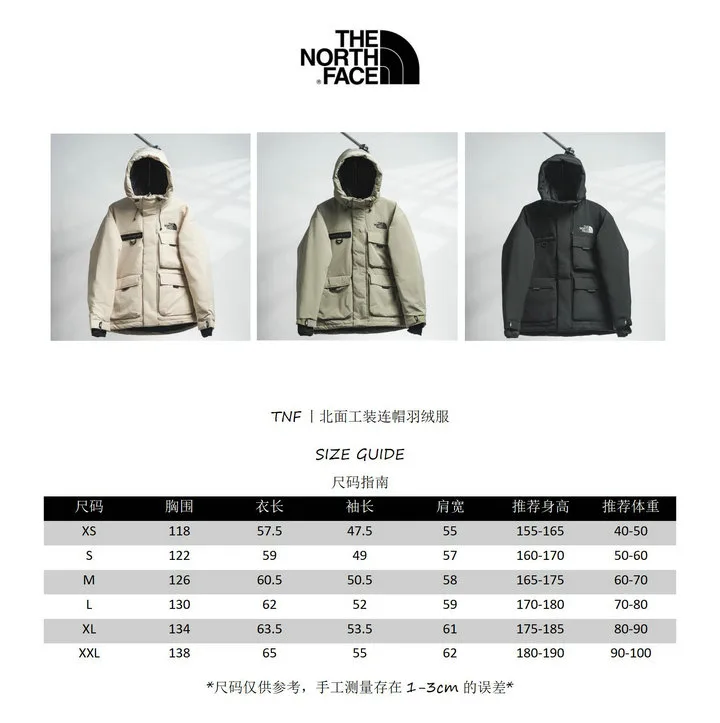 THE
NORTH
FACE
TNF | 北面工装连帽羽绒服
SIZE GUIDE
尺码指南
尺码 胸围 衣长 袖长 肩宽 推荐身高 推荐体重
XS 118 57.5 47.5 55 155-165 40-50
S 122 59 49 57 160-170 50-60
M 126 60.5 50.5 58 165-175 60-70
L 130 62 52 59 170-180 70-80
XL 134 63.5 53.5 61 175-185 80-90
XXL 138 65 55 62 180-190 90-100
*尺码仅供参考，手工测量存在 1-3cm 的误差*